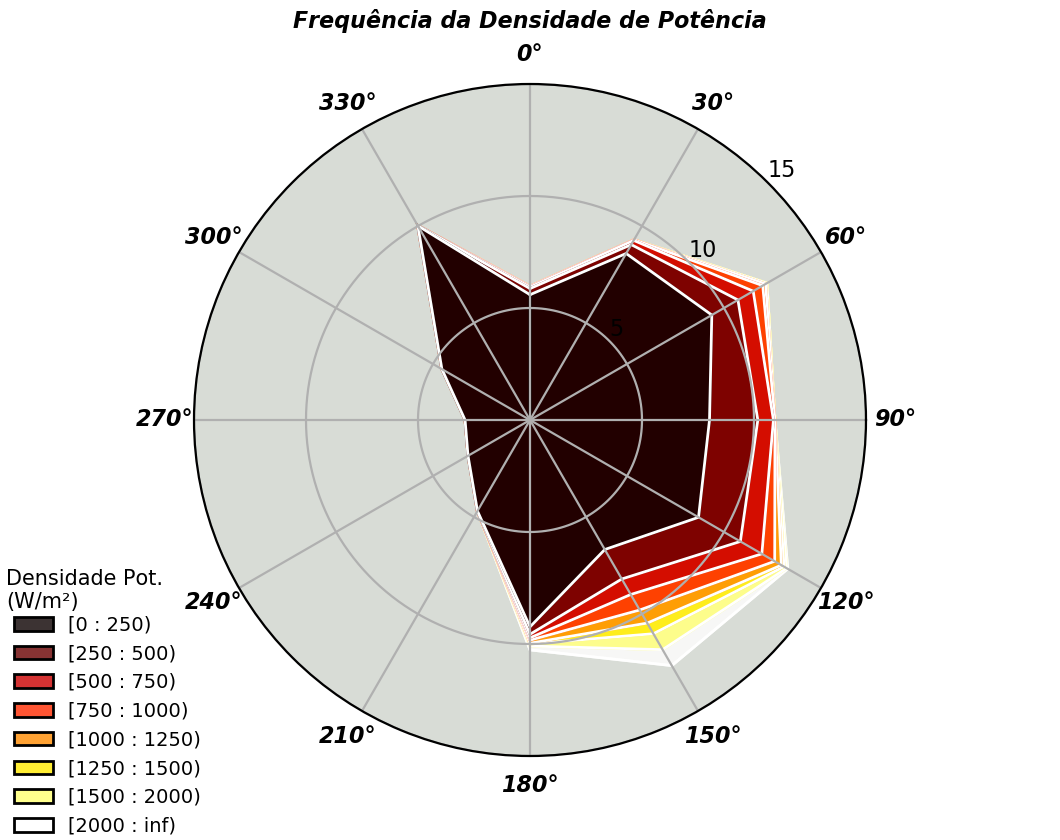 Frequência da Densidade de Potência
0°
330°
30°
15
300°
60°
10
5
270°
90°
240°
120°
210°
150°
180°
Densidade Pot.
(W/m²)
[0 : 250)
[250 : 500)
[500 : 750)
[750 : 1000)
[1000 : 1250)
[1250 : 1500)
[1500 : 2000)
[2000 : inf)